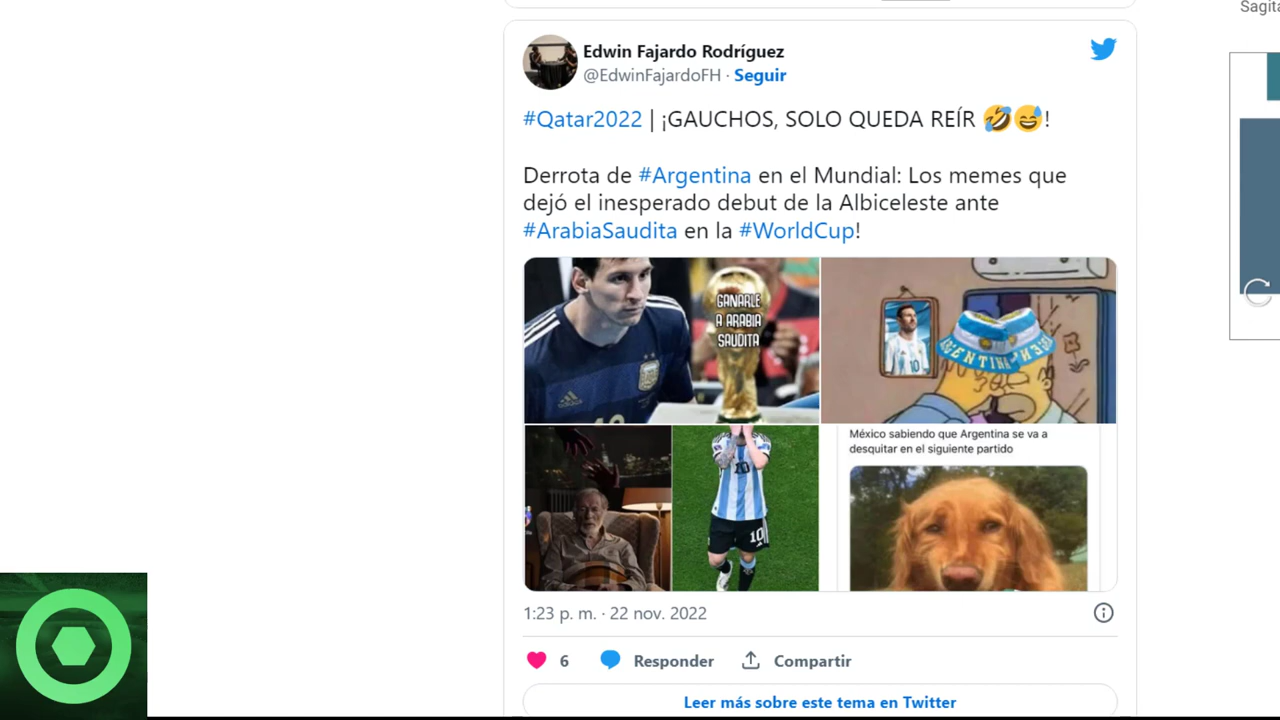 Sagita
Edwin Fajardo Rodríguez
@EdwinFajardoFH · Seguir
#Qatar2022 | ¡GAUCHOS, SOLO QUEDA REÍR 🤣😅!
Derrota de #Argentina en el Mundial: Los memes que
dejó el inesperado debut de la Albiceleste ante
#ArabiaSaudita en la #WorldCup!
GANARLE
A ARABIA
SAUDITA
10
ARGENTINA
México sabiendo que Argentina se va a
desquitar en el siguiente partido
10
10
1:23 p. m. · 22 nov. 2022
6 Responder Compartir
Leer más sobre este tema en Twitter